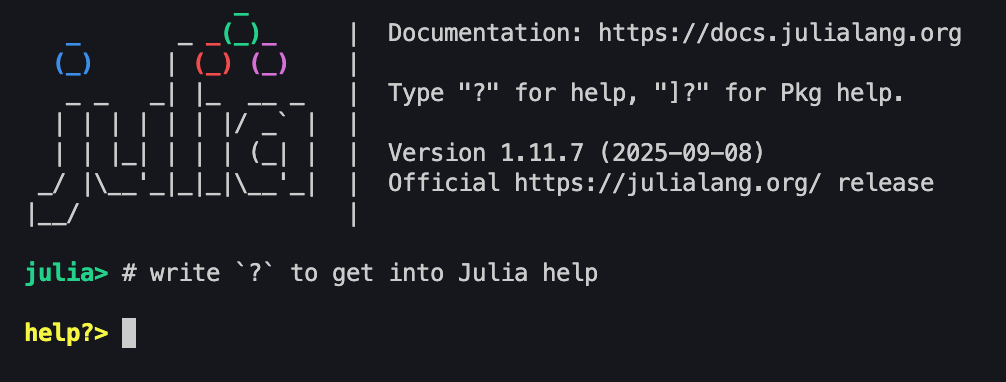 Documentation: https://docs.julialang.org
Type "?" for help, "]?" for Pkg help.
Version 1.11.7 (2025-09-08)
Official https://julialang.org/ release
julia> # write `?` to get into Julia help
help?>